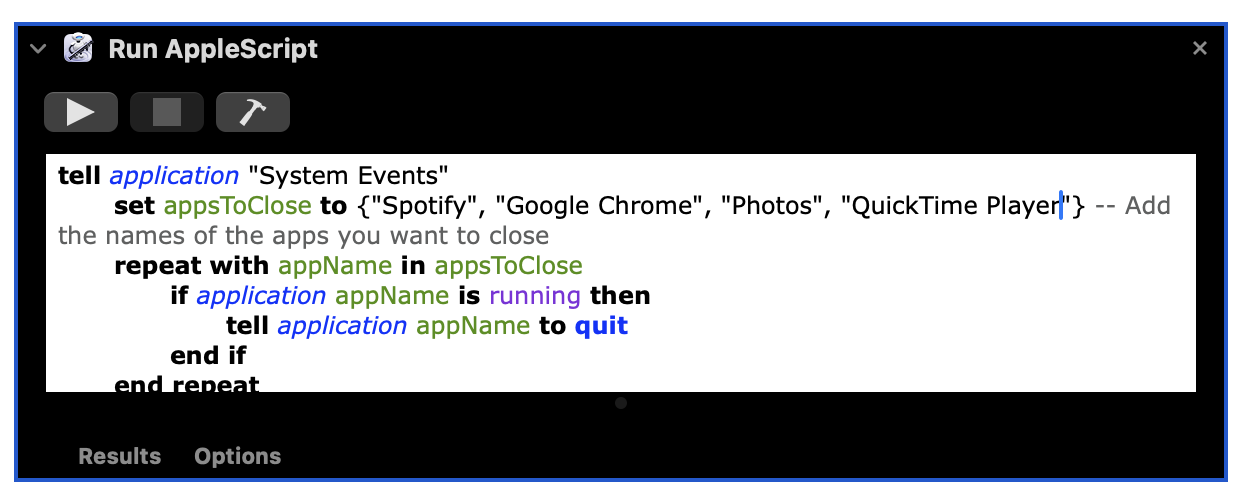 Run AppleScript
tell application "System Events"
set appsToClose to {"Spotify", "Google Chrome", "Photos", "QuickTime Player"} -- Add
the names of the apps you want to close
repeat with appName in appsToClose
if application appName is running then
tell application appName to quit
end if
end repeat
Results Options